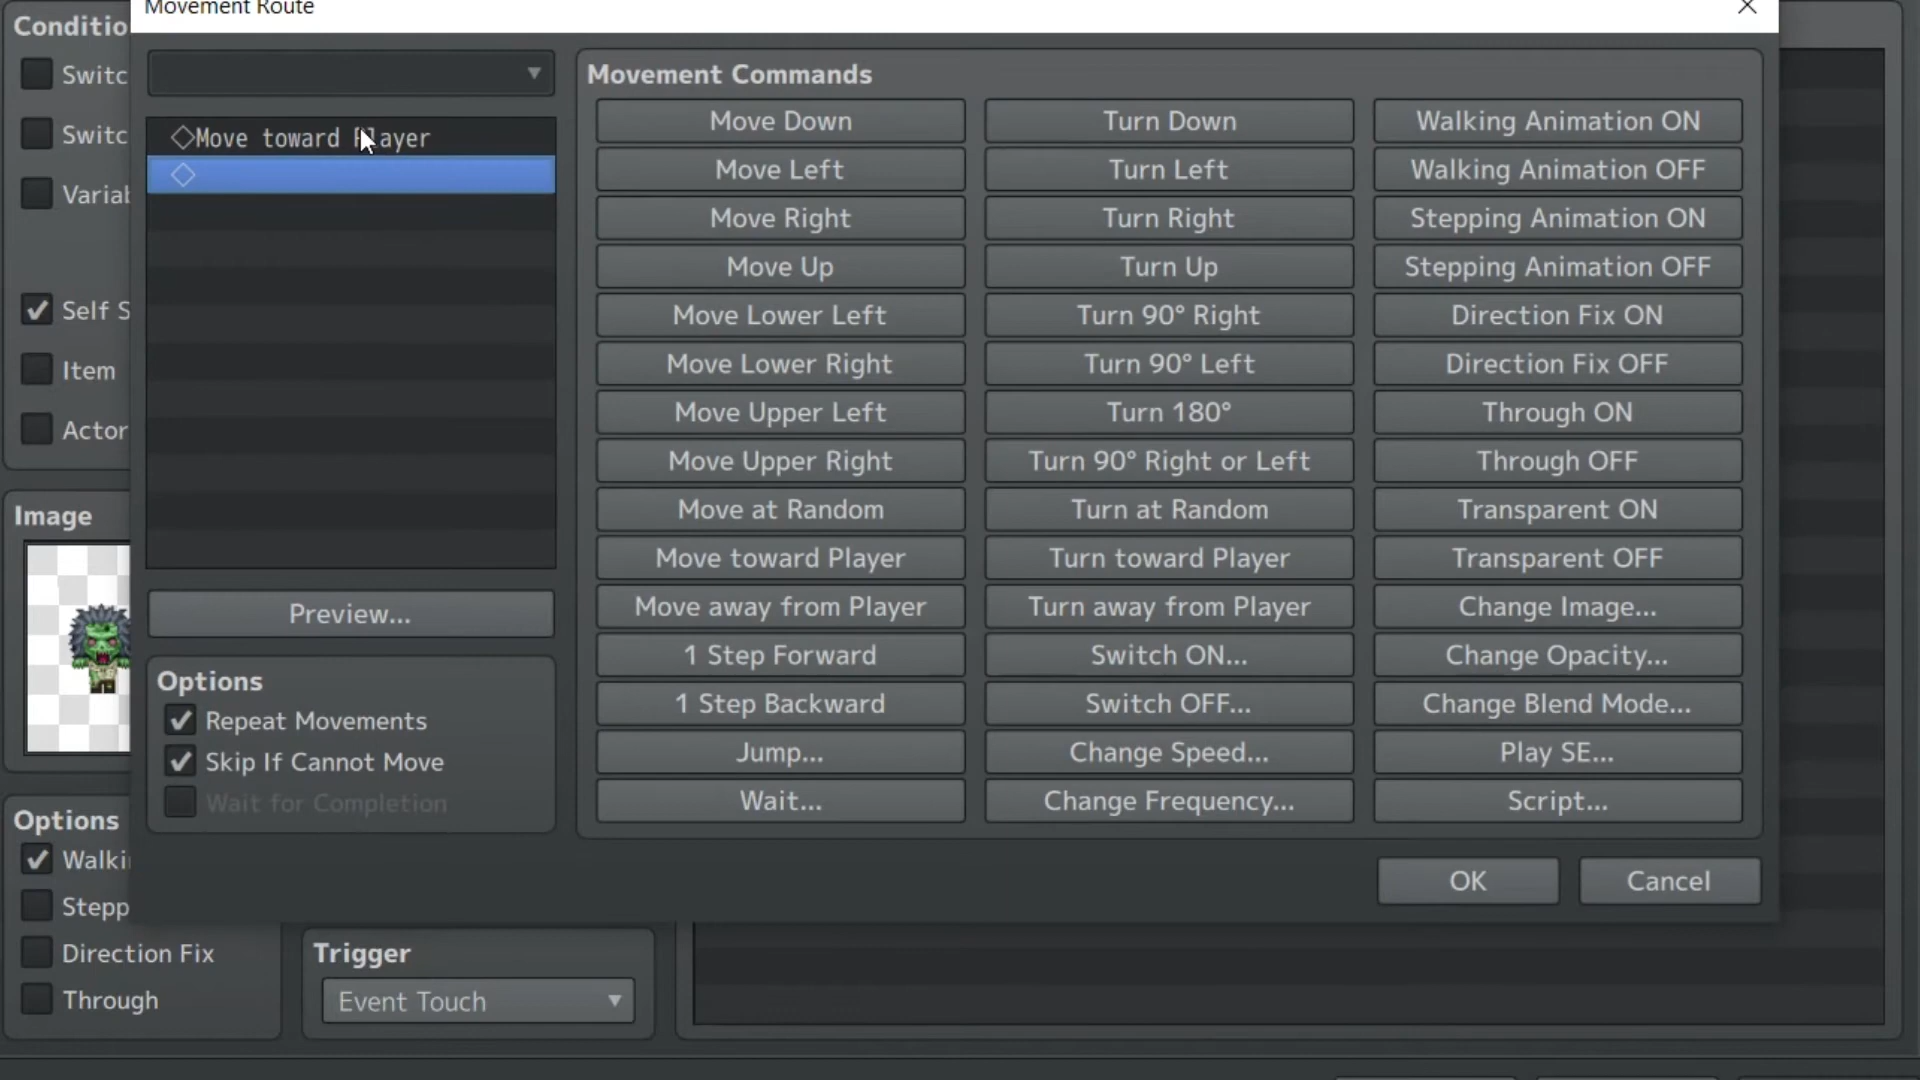 Movement Route
Conditio
Switc
Switc
Variab
Self S
Item
Actor
Image
Options
Walki
Stepp
Direction Fix
Through
◇Move toward Player
◇
Preview...
Options
Repeat Movements
Skip If Cannot Move
Wait for Completion
Movement Commands
Move Down
Move Left
Move Right
Move Up
Move Lower Left
Move Lower Right
Move Upper Left
Move Upper Right
Move at Random
Move toward Player
Move away from Player
1 Step Forward
1 Step Backward
Jump...
Wait...
Turn Down
Turn Left
Turn Right
Turn Up
Turn 90° Right
Turn 90° Left
Turn 180°
Turn 90° Right or Left
Turn at Random
Turn toward Player
Turn away from Player
Switch ON...
Switch OFF...
Change Speed...
Change Frequency...
Walking Animation ON
Walking Animation OFF
Stepping Animation ON
Stepping Animation OFF
Direction Fix ON
Direction Fix OFF
Through ON
Through OFF
Transparent ON
Transparent OFF
Change Image...
Change Opacity...
Change Blend Mode...
Play SE...
Script...
OK
Cancel
Trigger
Event Touch